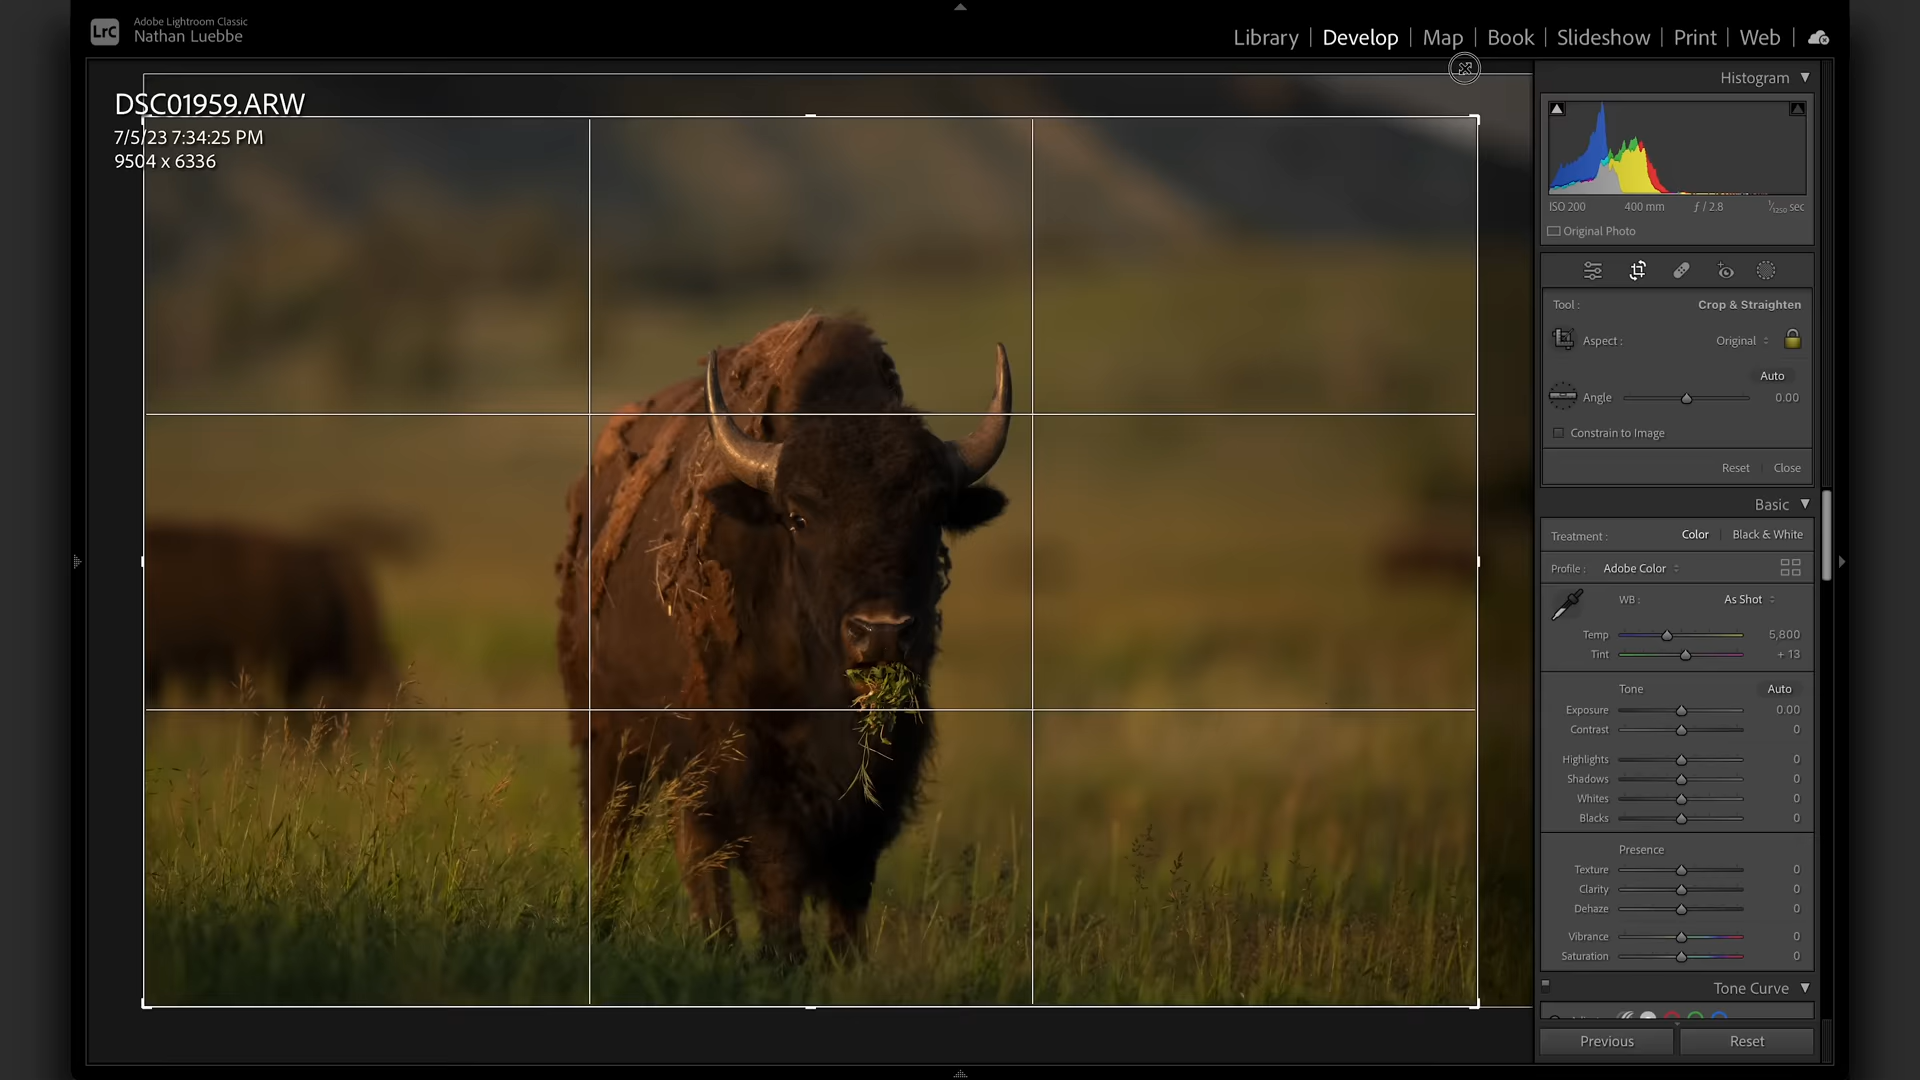 LrC
Adobe Lightroom Classic
Nathan Luebbe
Library | Develop | Map | Book | Slideshow | Print | Web |
DSC01959.ARW
7/5/23 7:34:25 PM
9504 x 6336
Histogram
ISO 200 400 mm ƒ / 2.8 1/1250 sec
Original Photo
Tool : Crop & Straighten
Aspect : Original
Auto
Angle 0.00
Constrain to Image
Reset Close
Basic
Treatment : Color Black & White
Profile : Adobe Color
WB : As Shot
Temp 5,800
Tint + 13
Tone Auto
Exposure 0.00
Contrast 0
Highlights 0
Shadows 0
Whites 0
Blacks 0
Presence
Texture 0
Clarity 0
Dehaze 0
Vibrance 0
Saturation 0
Tone Curve
Previous Reset